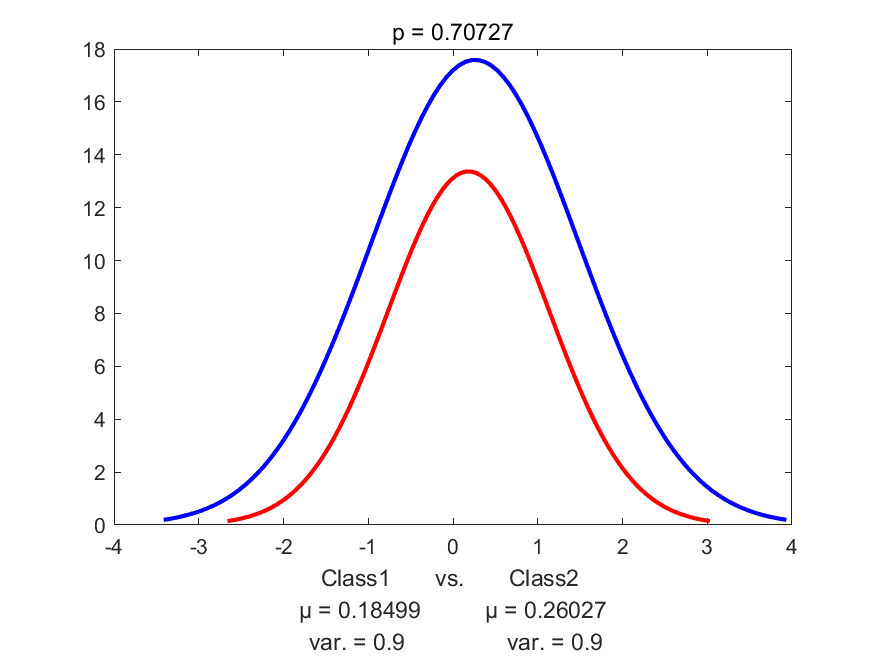 p = 0.70727
18
16
14
12
10
8
6
4
2
0
-4 -3 -2 -1 0 1 2 3 4
Class1 vs. Class2
μ = 0.18499 μ = 0.26027
var. = 0.9 var. = 0.9